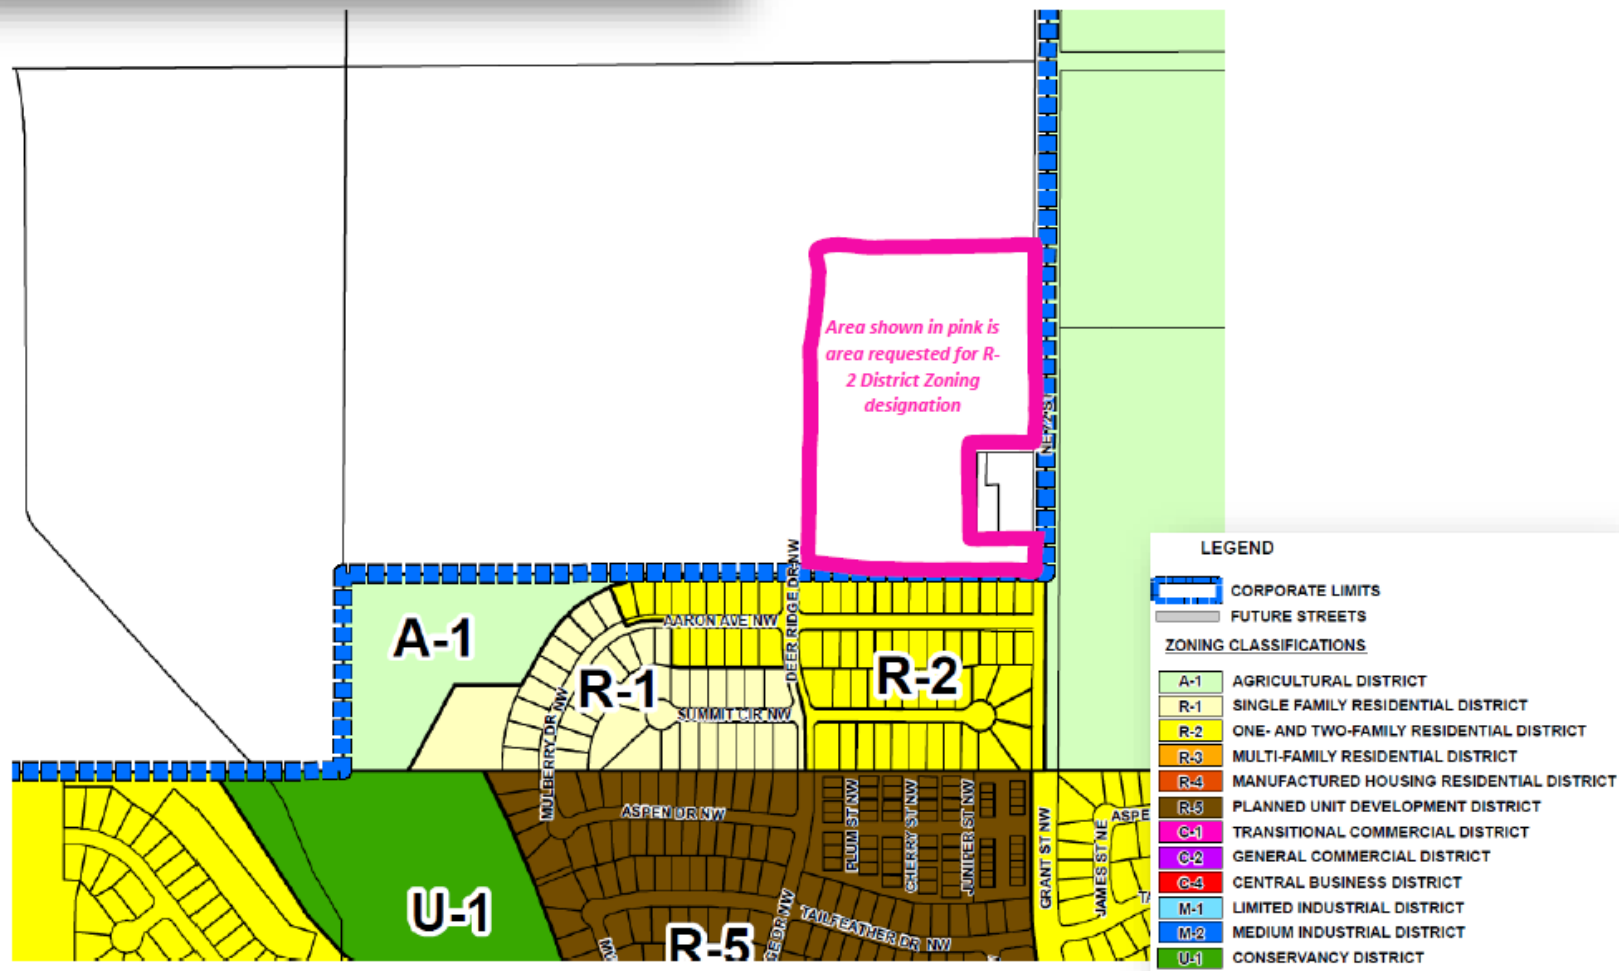 Area shown in pink is
area requested for R-
2 District Zoning
designation
A-1
R-1
R-2
U-1
R-5
AARON AVE NW
DEER RIDGE DR NW
SUMMIT CIR NW
MULBERRY DR NW
ASPEN DR NW
PLUM ST NW
CHERRY ST NW
JUNIPER ST NW
GRANT ST NW
JAMES ST NE
ASPE
TAILFEATHER DR NW
LEGEND
CORPORATE LIMITS
FUTURE STREETS
ZONING CLASSIFICATIONS
A-1 AGRICULTURAL DISTRICT
R-1 SINGLE FAMILY RESIDENTIAL DISTRICT
R-2 ONE- AND TWO-FAMILY RESIDENTIAL DISTRICT
R-3 MULTI-FAMILY RESIDENTIAL DISTRICT
R-4 MANUFACTURED HOUSING RESIDENTIAL DISTRICT
R-5 PLANNED UNIT DEVELOPMENT DISTRICT
C-1 TRANSITIONAL COMMERCIAL DISTRICT
C-2 GENERAL COMMERCIAL DISTRICT
C-4 CENTRAL BUSINESS DISTRICT
M-1 LIMITED INDUSTRIAL DISTRICT
M-2 MEDIUM INDUSTRIAL DISTRICT
U-1 CONSERVANCY DISTRICT